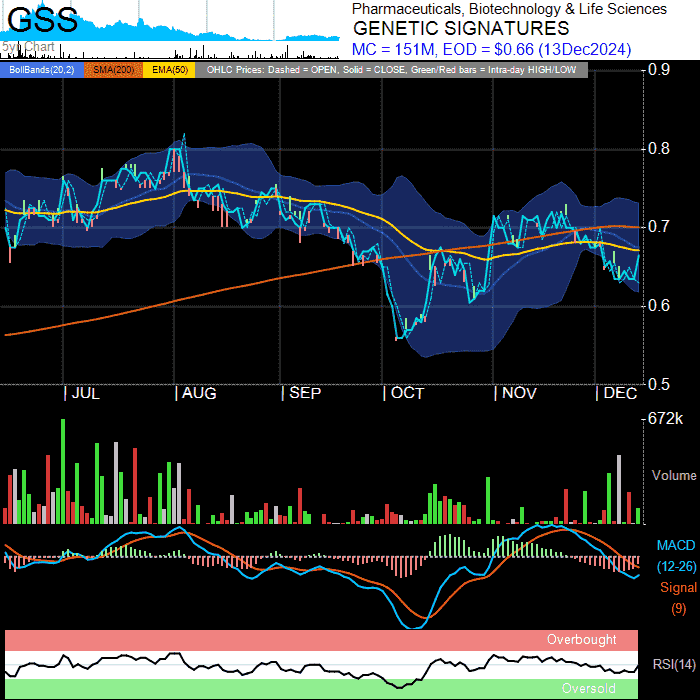 GSS
5yr Chart
Pharmaceuticals, Biotechnology & Life Sciences
GENETIC SIGNATURES
MC = 151M, EOD = $0.66 (13Dec2024)
BollBands(20,2) SMA(200) EMA(50) OHLC Prices: Dashed = OPEN, Solid = CLOSE, Green/Red bars = Intra-day HIGH/LOW
0.9
0.8
0.7
0.6
0.5
JUL AUG SEP OCT NOV DEC
672k
Volume
MACD
(12-26)
Signal
(9)
Overbought
RSI(14)
Oversold